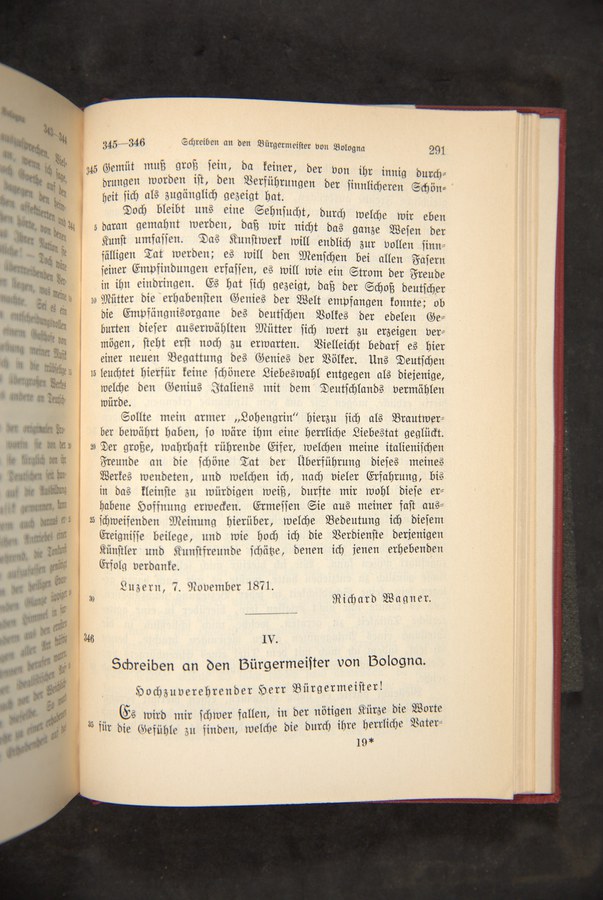 345—346 Schreiben an den Bürgermeister von Bologna 291
345 Gemüt muß groß sein, da keiner, der von ihr innig durch-
drungen worden ist, den Verführungen der sinnlicheren Schön-
heit sich als zugänglich gezeigt hat.
Doch bleibt uns eine Sehnsucht, durch welche wir eben
5 daran gemahnt werden, daß wir nicht das ganze Wesen der
Kunst umfassen. Das Kunstwerk will endlich zur vollen sinn-
fälligen Tat werden; es will den Menschen bei allen Fasern
seiner Empfindungen erfassen, es will wie ein Strom der Freude
in ihn eindringen. Es hat sich gezeigt, daß der Schoß deutscher
10 Mütter die erhabensten Genies der Welt empfangen konnte; ob
die Empfängnisorgane des deutschen Volkes der edelen Ge-
burten dieser auserwählten Mütter sich wert zu erzeigen ver-
mögen, steht erst noch zu erwarten. Vielleicht bedarf es hier
einer neuen Begattung des Genies der Völker. Uns Deutschen
15 leuchtet hierfür keine schönere Liebeswahl entgegen als diejenige,
welche den Genius Italiens mit dem Deutschlands vermählen
würde.
Sollte mein armer „Lohengrin“ hierzu sich als Brautwer-
ber bewährt haben, so wäre ihm eine herrliche Liebestat geglückt.
20 Der große, wahrhaft rührende Eifer, welchen meine italienischen
Freunde an die schöne Tat der Überführung dieses meines
Werkes wendeten, und welchen ich, nach vieler Erfahrung, bis
in das kleinste zu würdigen weiß, durfte mir wohl diese er-
habene Hoffnung erwecken. Ermessen Sie aus meiner fast aus-
25 schweifenden Meinung hierüber, welche Bedeutung ich diesem
Ereignisse beilege, und wie hoch ich die Verdienste derjenigen
Künstler und Kunstfreunde schätze, denen ich jenen erhebenden
Erfolg verdanke.
Luzern, 7. November 1871.
30 Richard Wagner.
346 IV.
Schreiben an den Bürgermeister von Bologna.
Hochzuverehrender Herr Bürgermeister!
Es wird mir schwer fallen, in der nötigen Kürze die Worte
35 für die Gefühle zu finden, welche die durch ihre herrliche Vater-
19*